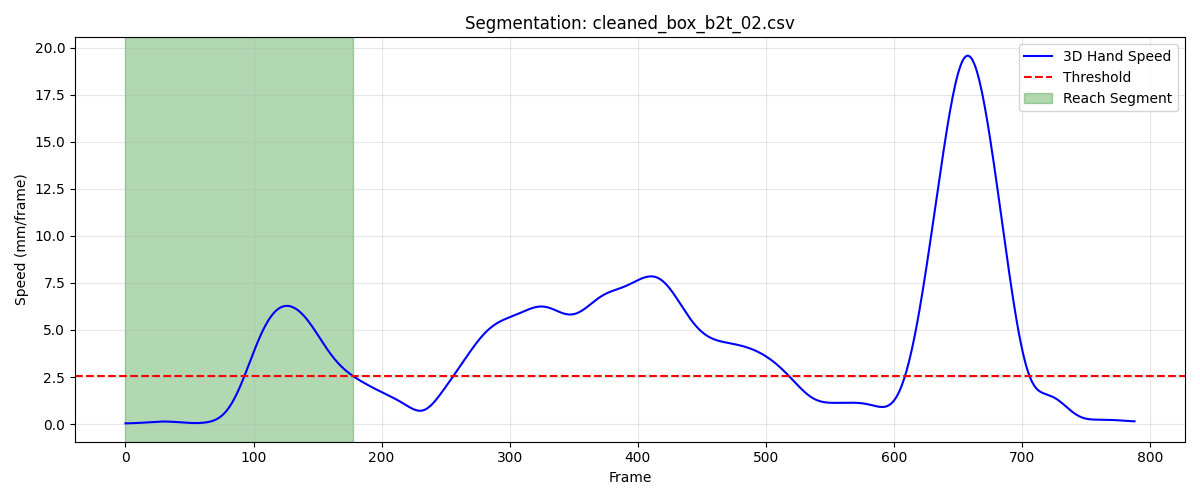 Segmentation: cleaned_box_b2t_02.csv
20.0
17.5
15.0
12.5
10.0
7.5
5.0
2.5
0.0
Speed (mm/frame)
3D Hand Speed
Threshold
Reach Segment
0 100 200 300 400 500 600 700 800
Frame